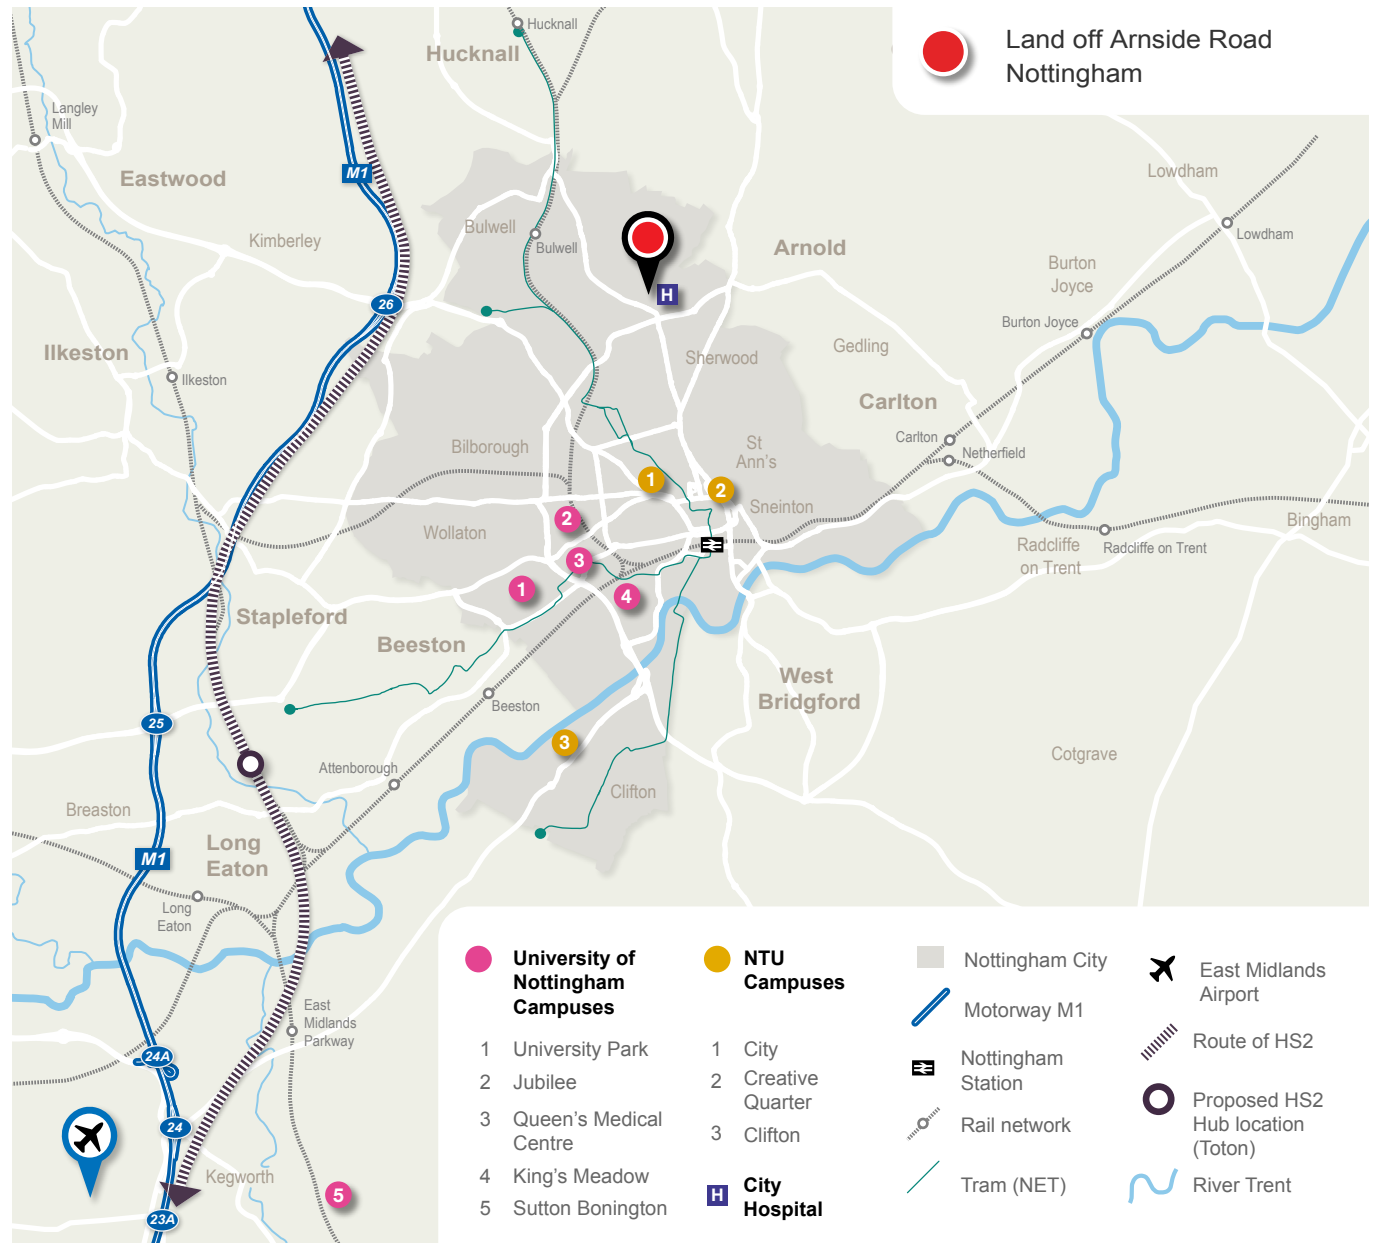 Land off Arnside Road
Nottingham
Hucknall
Hucknall
Langley
Mill
M1
Eastwood
Lowdham
Lowdham
Kimberley
Bulwell
Bulwell
Arnold
Burton
Joyce
H
26
Burton Joyce
Ilkeston
Ilkeston
Sherwood
Gedling
Carlton
Carlton
Bilborough
St
Ann's
Netherfield
1
2
Sneinton
2
Wollaton
Bingham
Radcliffe
on Trent
Radcliffe on Trent
3
1
4
Stapleford
Beeston
West
Bridgford
Beeston
25
3
Cotgrave
Attenborough
Clifton
Breaston
Long
Eaton
M1
Long
Eaton
East
Midlands
Parkway
24A
24
Kegworth
5
23A
University of
Nottingham
Campuses
1 University Park
2 Jubilee
3 Queen's Medical
Centre
4 King's Meadow
5 Sutton Bonington
NTU
Campuses
1 City
2 Creative
Quarter
3 Clifton
H City
Hospital
Nottingham City
Motorway M1
Nottingham
Station
Rail network
Tram (NET)
East Midlands
Airport
Route of HS2
Proposed HS2
Hub location
(Toton)
River Trent